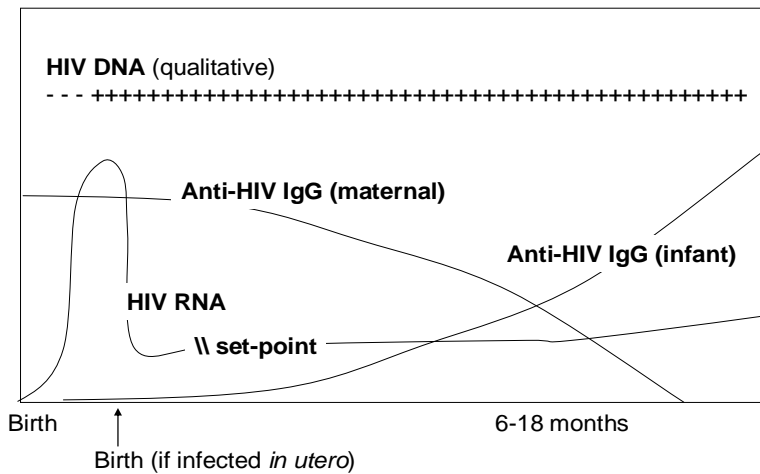 HIV DNA (qualitative)
- - - ++++++++++++++++++++++++++++++++++++++++++++++++
Anti-HIV IgG (maternal)
Anti-HIV IgG (infant)
HIV RNA
\\ set-point
Birth
6-18 months
Birth (if infected in utero)